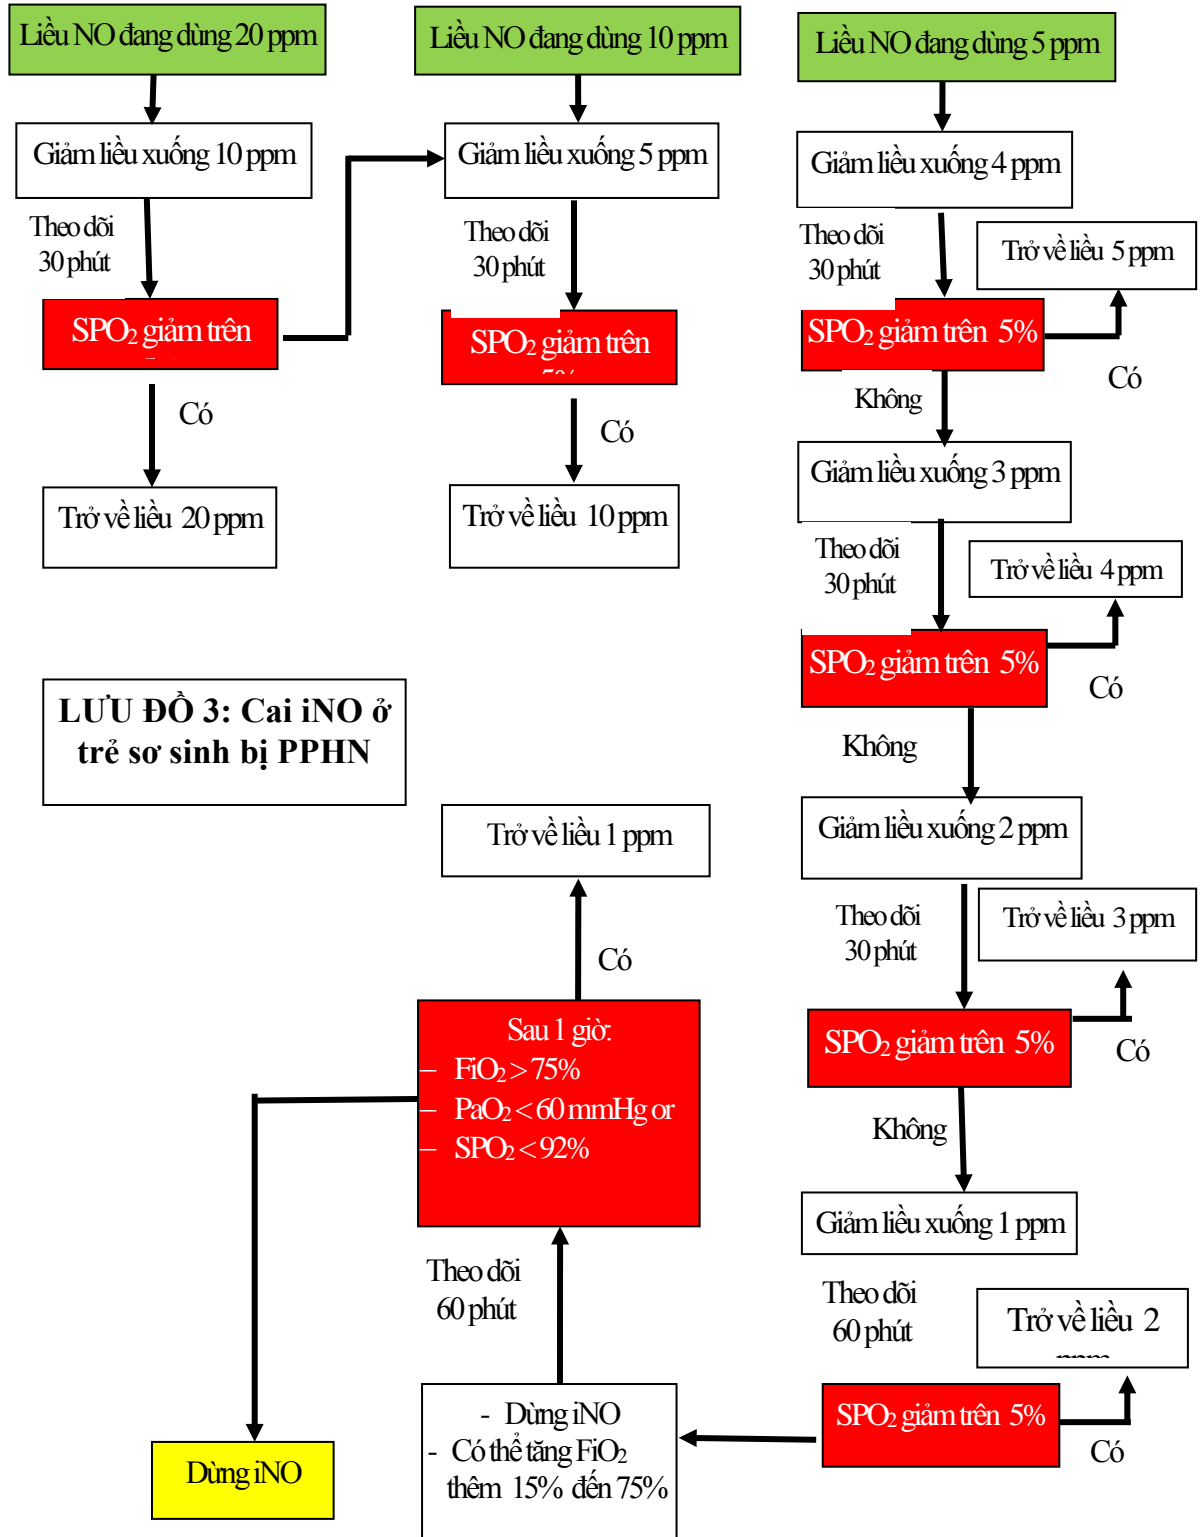 Liều NO đang dùng 20 ppm
Giảm liều xuống 10 ppm
Theo dõi
30 phút
SPO₂ giảm trên
Có
Trở về liều 20 ppm
Liều NO đang dùng 10 ppm
Giảm liều xuống 5 ppm
Theo dõi
30 phút
SPO₂ giảm trên
Có
Trở về liều 10 ppm
Liều NO đang dùng 5 ppm
Giảm liều xuống 4 ppm
Theo dõi
30 phút
Trở về liều 5 ppm
SPO₂ giảm trên 5%
Có
Không
Giảm liều xuống 3 ppm
Theo dõi
30 phút
Trở về liều 4 ppm
SPO₂ giảm trên 5%
Có
Không
Giảm liều xuống 2 ppm
Theo dõi
30 phút
Trở về liều 3 ppm
SPO₂ giảm trên 5%
Có
Không
Giảm liều xuống 1 ppm
Theo dõi
60 phút
Trở về liều 2
SPO₂ giảm trên 5%
Có
LƯU ĐỒ 3: Cai iNO ở
trẻ sơ sinh bị PPHN
Trở về liều 1 ppm
Có
Sau 1 giờ:
– FiO₂ > 75%
– PaO₂ < 60 mmHg or
– SPO₂ < 92%
Theo dõi
60 phút
- Dừng iNO
- Có thể tăng FiO₂
thêm 15% đến 75%
Dừng iNO